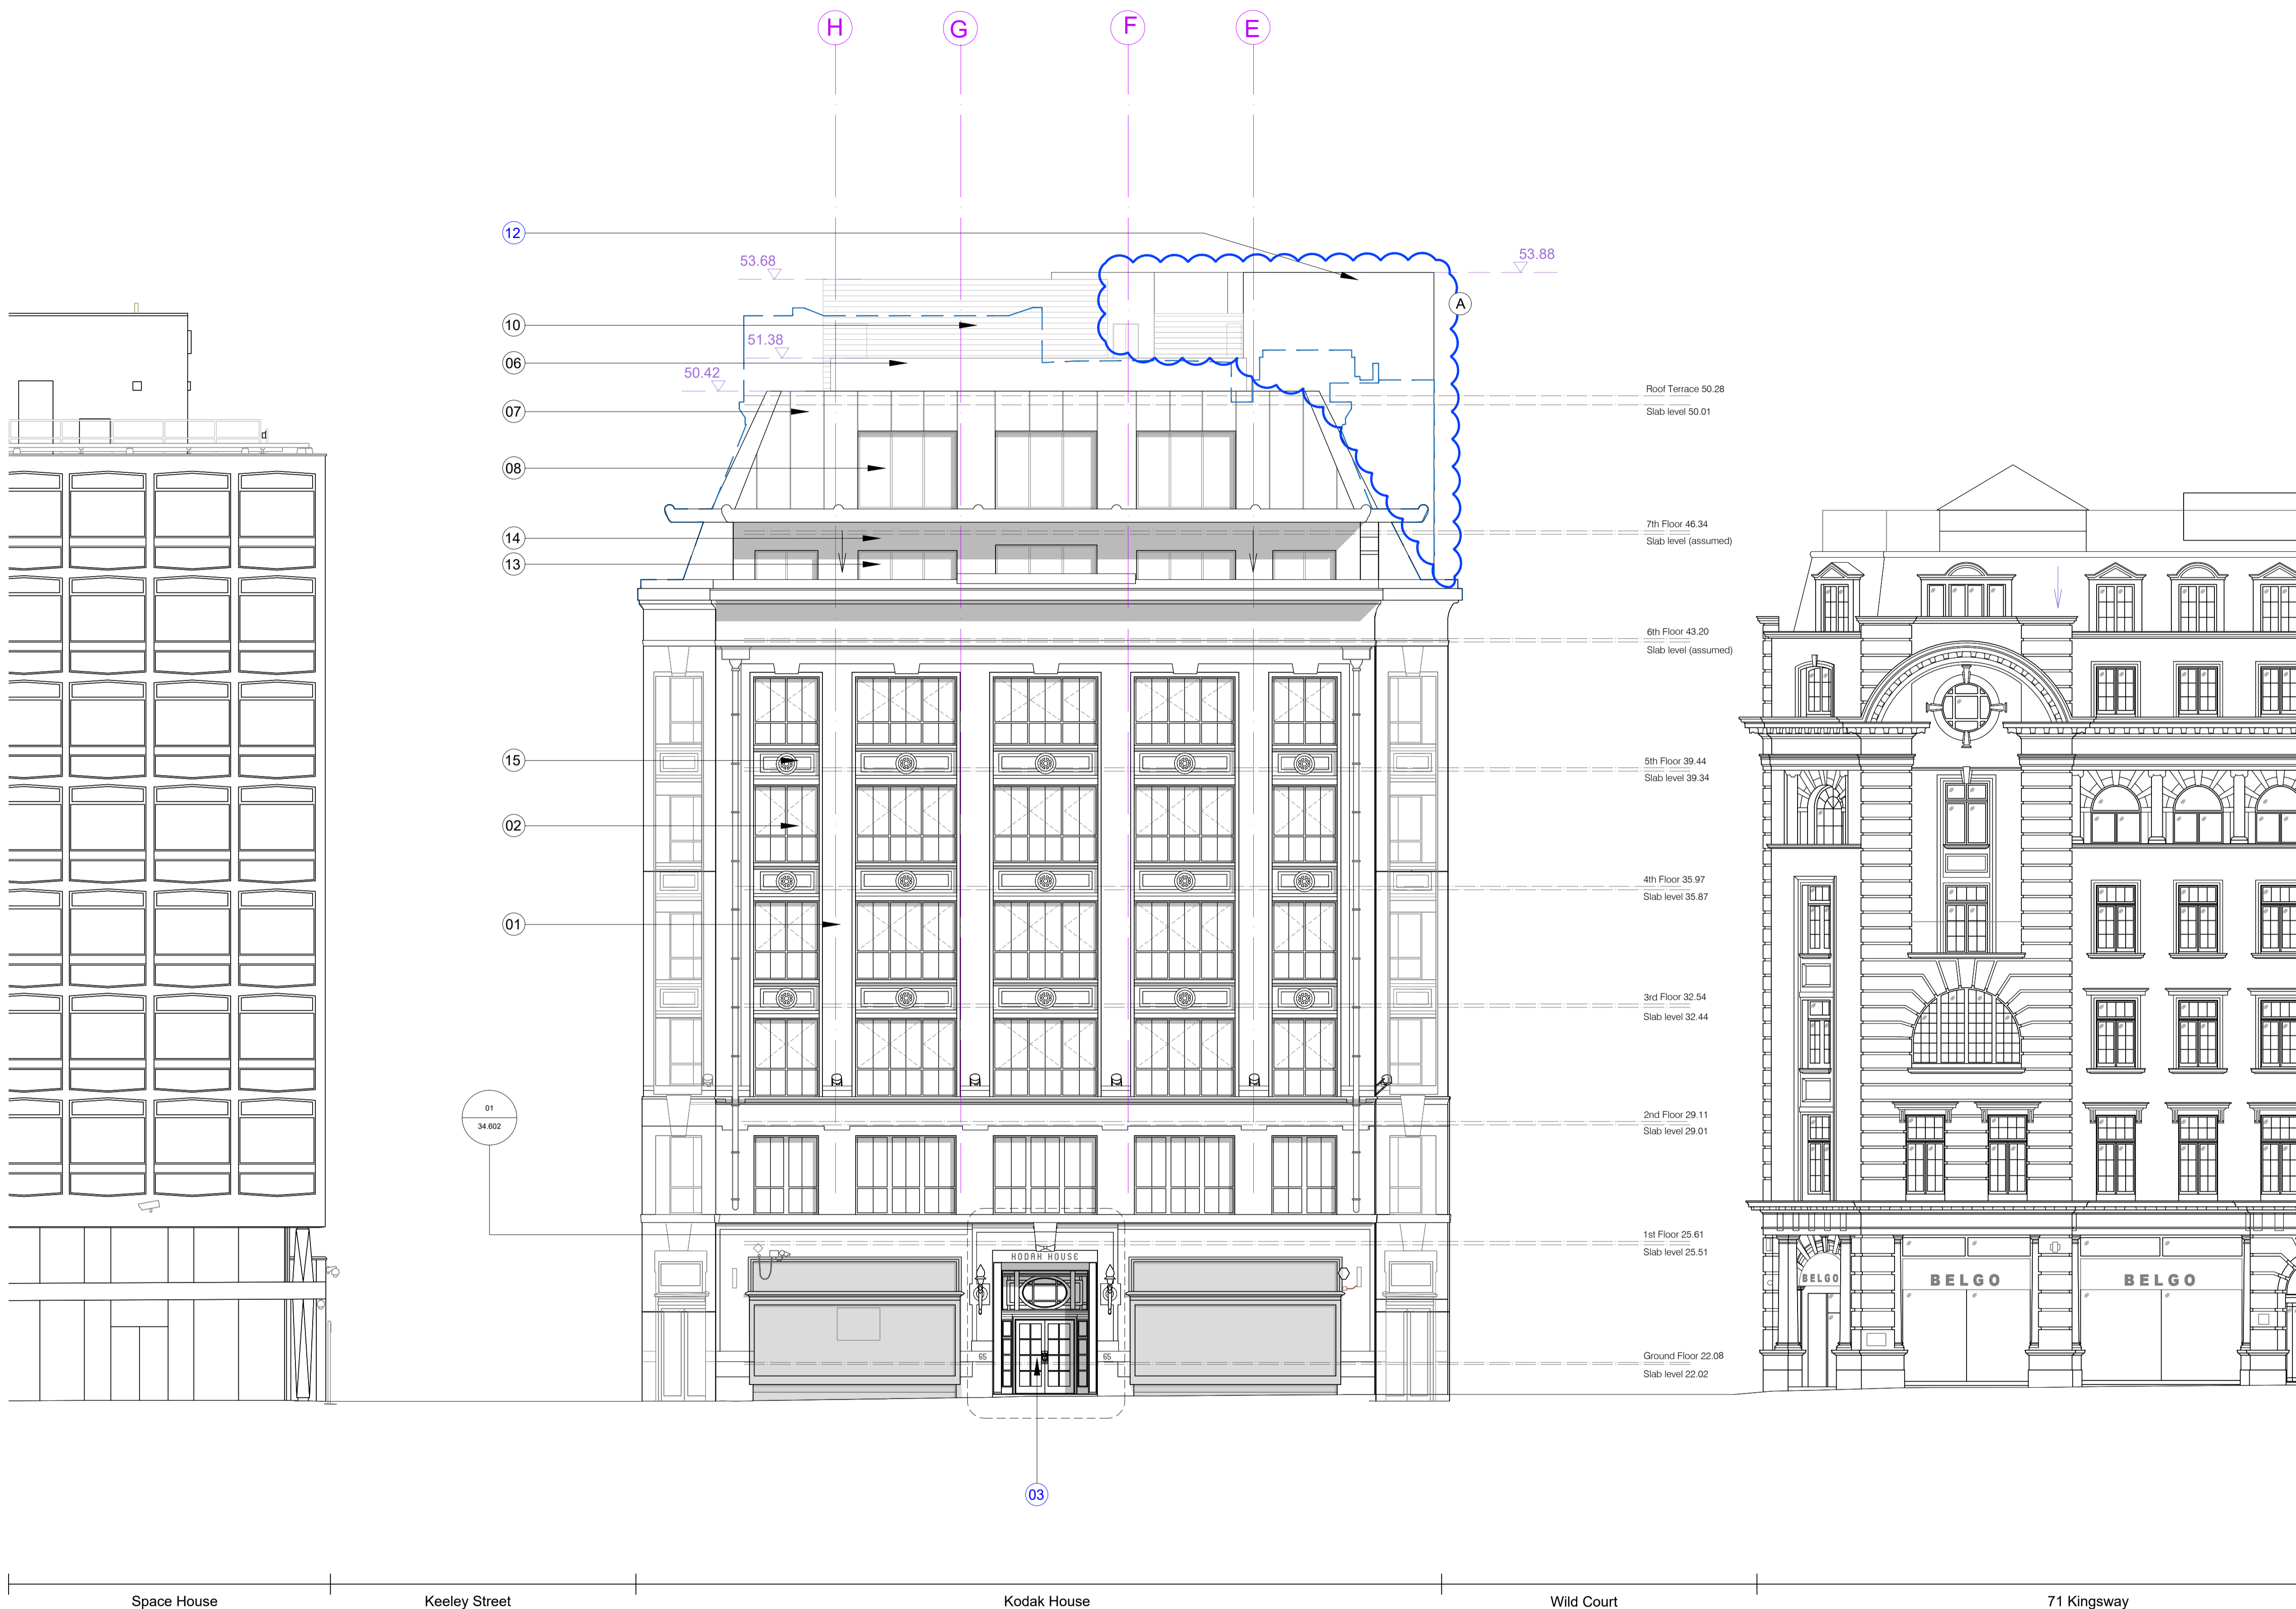 H
G
F
E
12
53.68
53.88
A
10
51.38
06
50.42
07
Roof Terrace 50.28
Slab level 50.01
08
14
7th Floor 46.34
Slab level (assumed)
13
6th Floor 43.20
Slab level (assumed)
15
5th Floor 39.44
Slab level 39.34
02
4th Floor 35.97
Slab level 35.87
01
3rd Floor 32.54
Slab level 32.44
01
34.602
2nd Floor 29.11
Slab level 29.01
1st Floor 25.61
Slab level 25.51
KODAK HOUSE
BELGO
BELGO
BELGO
65
65
Ground Floor 22.08
Slab level 22.02
03
Space House
Keeley Street
Kodak House
Wild Court
71 Kingsway